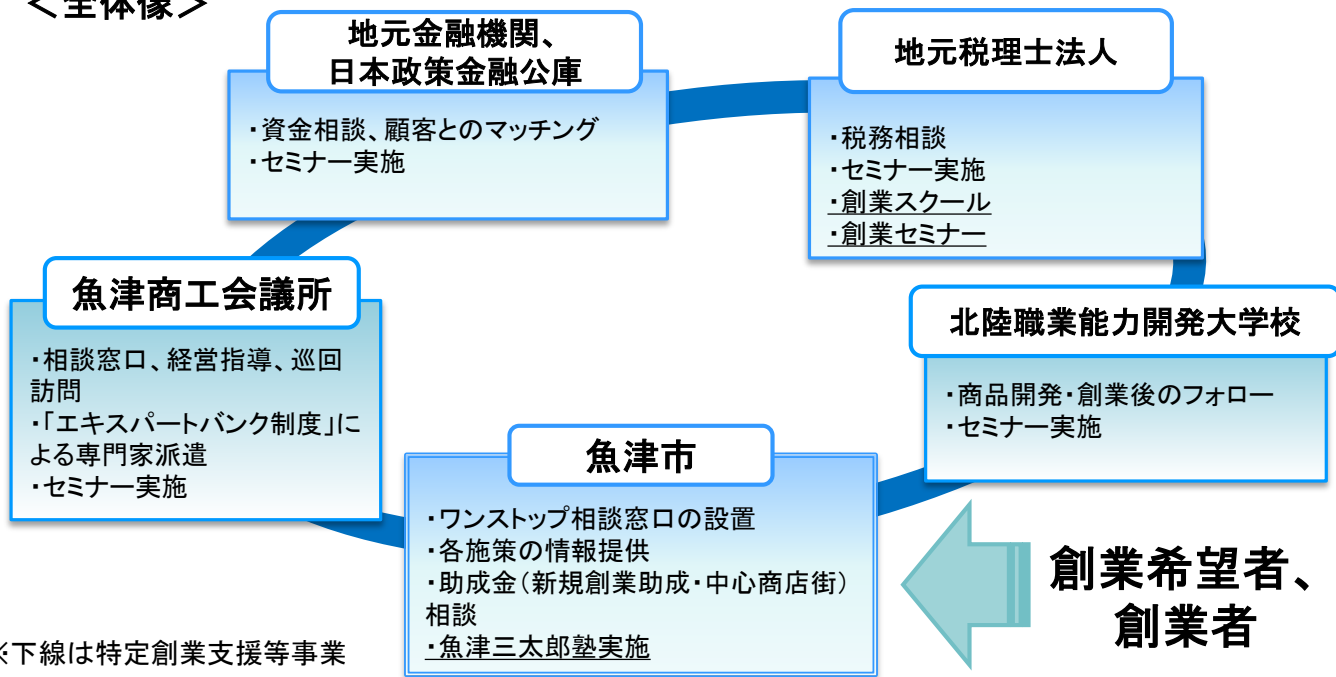 ＜全体像＞
地元金融機関、
日本政策金融公庫
・資金相談、顧客とのマッチング
・セミナー実施
地元税理士法人
・税務相談
・セミナー実施
・創業スクール
・創業セミナー
魚津商工会議所
・相談窓口、経営指導、巡回
訪問
・「エキスパートバンク制度」に
よる専門家派遣
・セミナー実施
北陸職業能力開発大学校
・商品開発・創業後のフォロー
・セミナー実施
魚津市
・ワンストップ相談窓口の設置
・各施策の情報提供
・助成金（新規創業助成・中心商店街）
相談
・魚津三太郎塾実施
創業希望者、
創業者
※下線は特定創業支援等事業